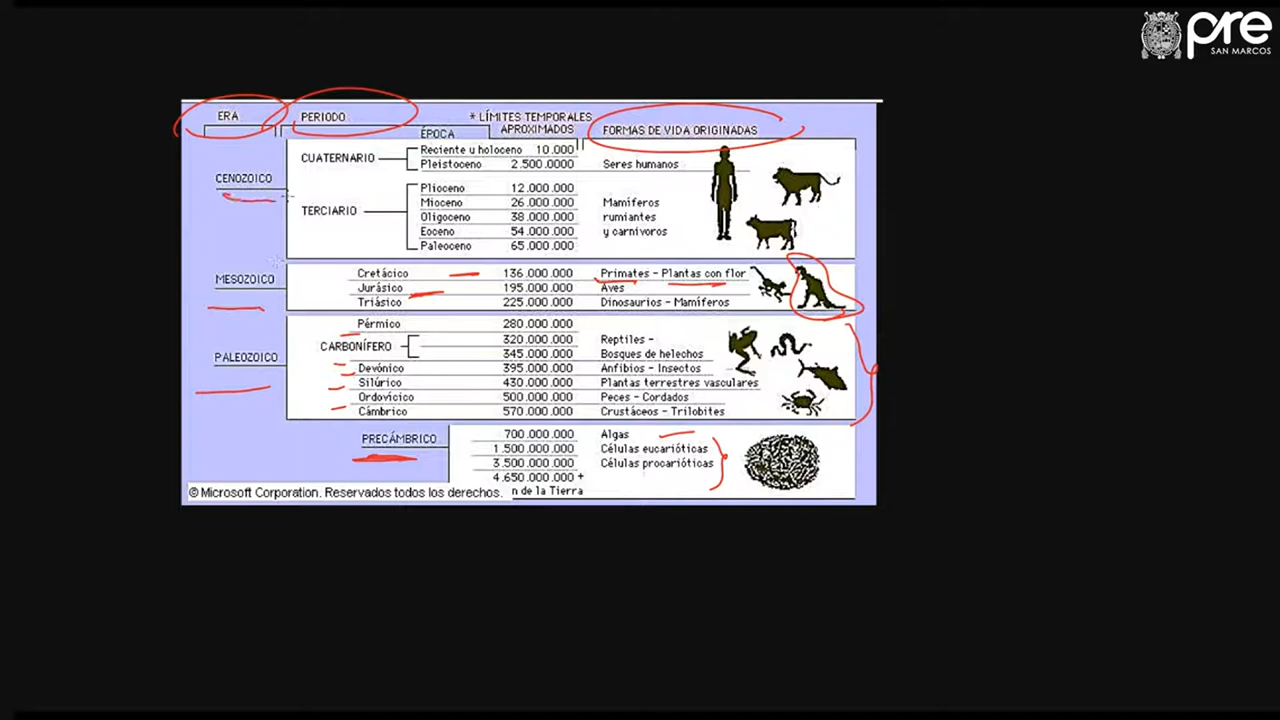 pre
SAN MARCOS
ERA PERIODO * LÍMITES TEMPORALES
ÉPOCA APROXIMADOS FORMAS DE VIDA ORIGINADAS
CUATERNARIO Reciente u holoceno 10.000
Pleistoceno 2.500.0000 Seres humanos
CENOZOICO
Plioceno 12.000.000
TERCIARIO Mioceno 26.000.000 Mamíferos
Oligoceno 38.000.000 rumiantes
Eoceno 54.000.000 y carnívoros
Paleoceno 65.000.000
Cretácico 136.000.000 Primates - Plantas con flor
MESOZOICO Jurásico 195.000.000 Aves
Triásico 225.000.000 Dinosaurios - Mamíferos
Pérmico 280.000.000
CARBONÍFERO 320.000.000 Reptiles -
345.000.000 Bosques de helechos
PALEOZOICO Devónico 395.000.000 Anfibios - Insectos
Silúrico 430.000.000 Plantas terrestres vasculares
Ordovícico 500.000.000 Peces - Cordados
Cámbrico 570.000.000 Crustáceos - Trilobites
PRECÁMBRICO 700.000.000 Algas
1.500.000.000 Células eucarióticas
3.500.000.000 Células procarióticas
4.650.000.000 +
© Microsoft Corporation. Reservados todos los derechos. n de la Tierra